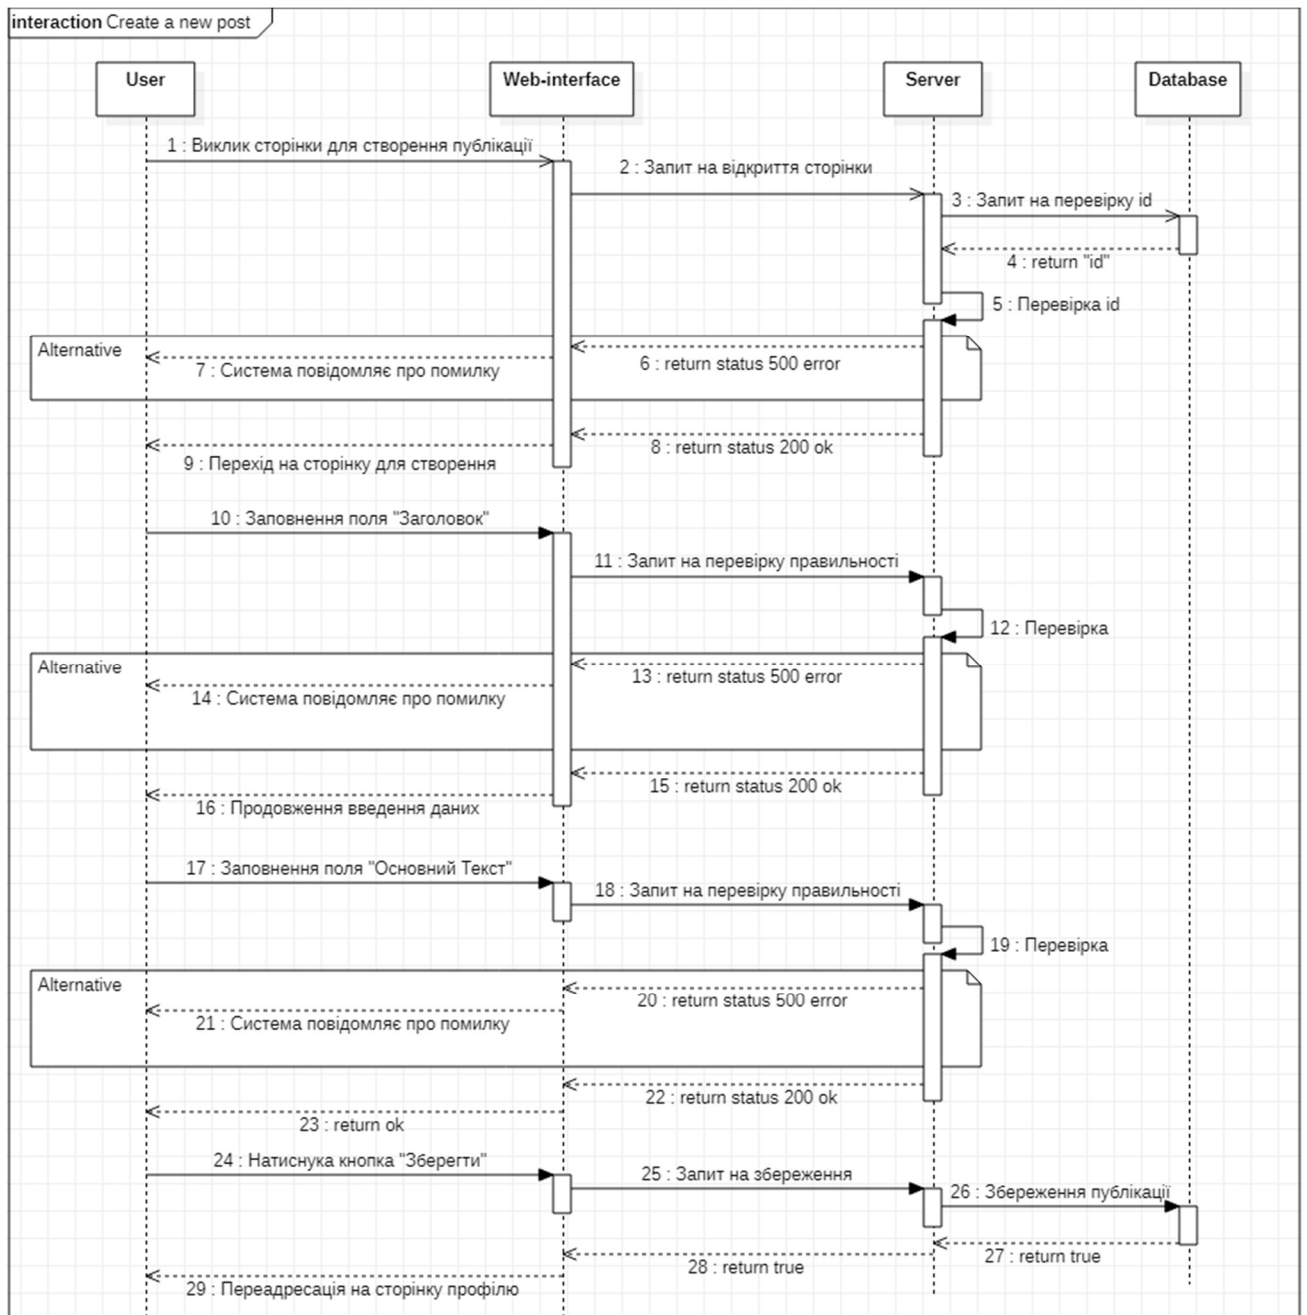 interaction Create a new post
User
Web-interface
Server
Database
1 : Виклик сторінки для створення публікації
2 : Запит на відкриття сторінки
3 : Запит на перевірку id
4 : return "id"
5 : Перевірка id
Alternative
6 : return status 500 error
7 : Система повідомляє про помилку
8 : return status 200 ok
9 : Перехід на сторінку для створення
10 : Заповнення поля "Заголовок"
11 : Запит на перевірку правильності
12 : Перевірка
Alternative
13 : return status 500 error
14 : Система повідомляє про помилку
15 : return status 200 ok
16 : Продовження введення даних
17 : Заповнення поля "Основний Текст"
18 : Запит на перевірку правильності
19 : Перевірка
Alternative
20 : return status 500 error
21 : Система повідомляє про помилку
22 : return status 200 ok
23 : return ok
24 : Натиснука кнопка "Зберегти"
25 : Запит на збереження
26 : Збереження публікації
27 : return true
28 : return true
29 : Переадресація на сторінку профілю